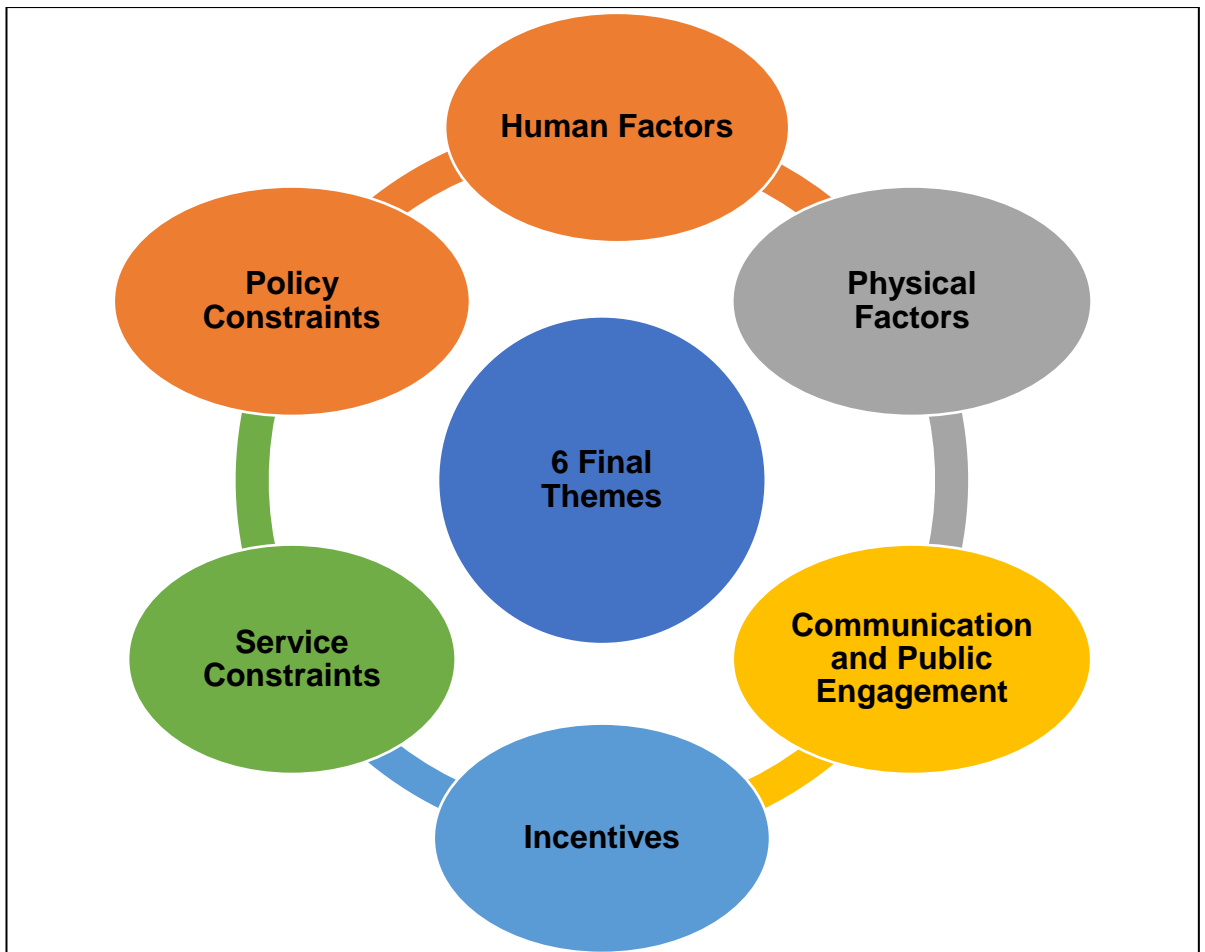 Human Factors
Policy
Constraints
Physical
Factors
6 Final
Themes
Service
Constraints
Communication
and Public
Engagement
Incentives